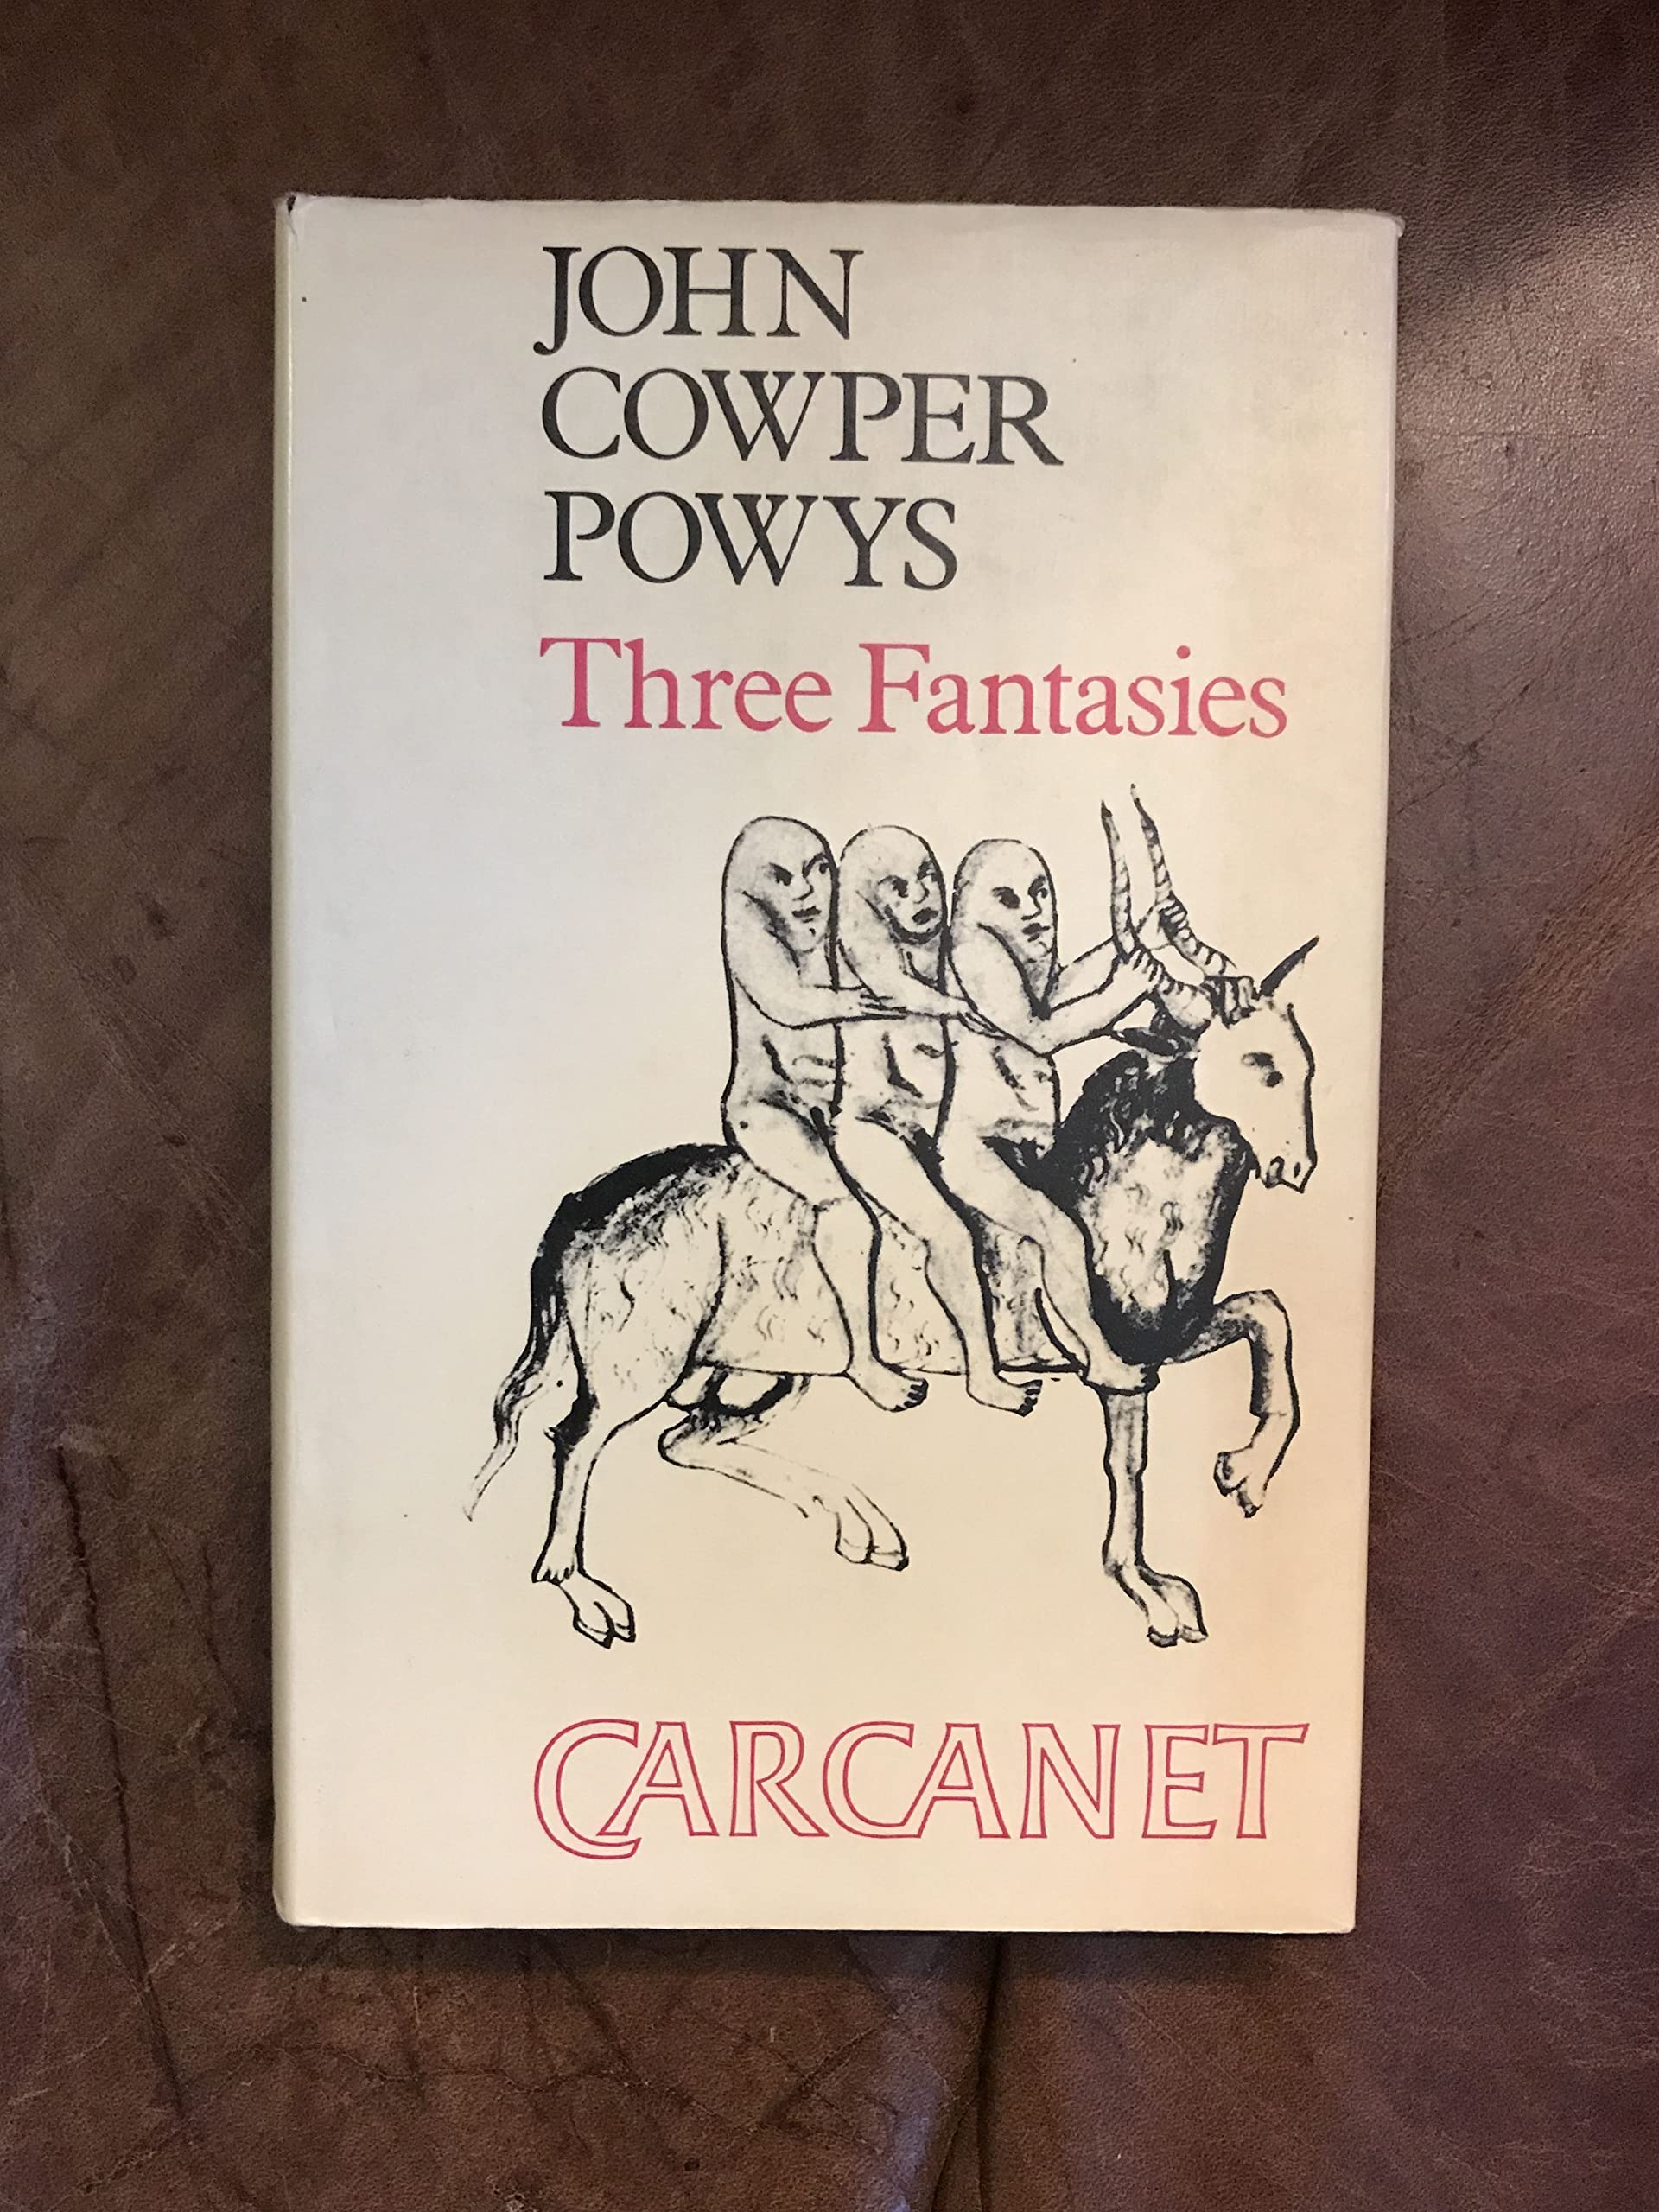 JOHN
COWPER
POWYS
Three Fantasies
CARCANET